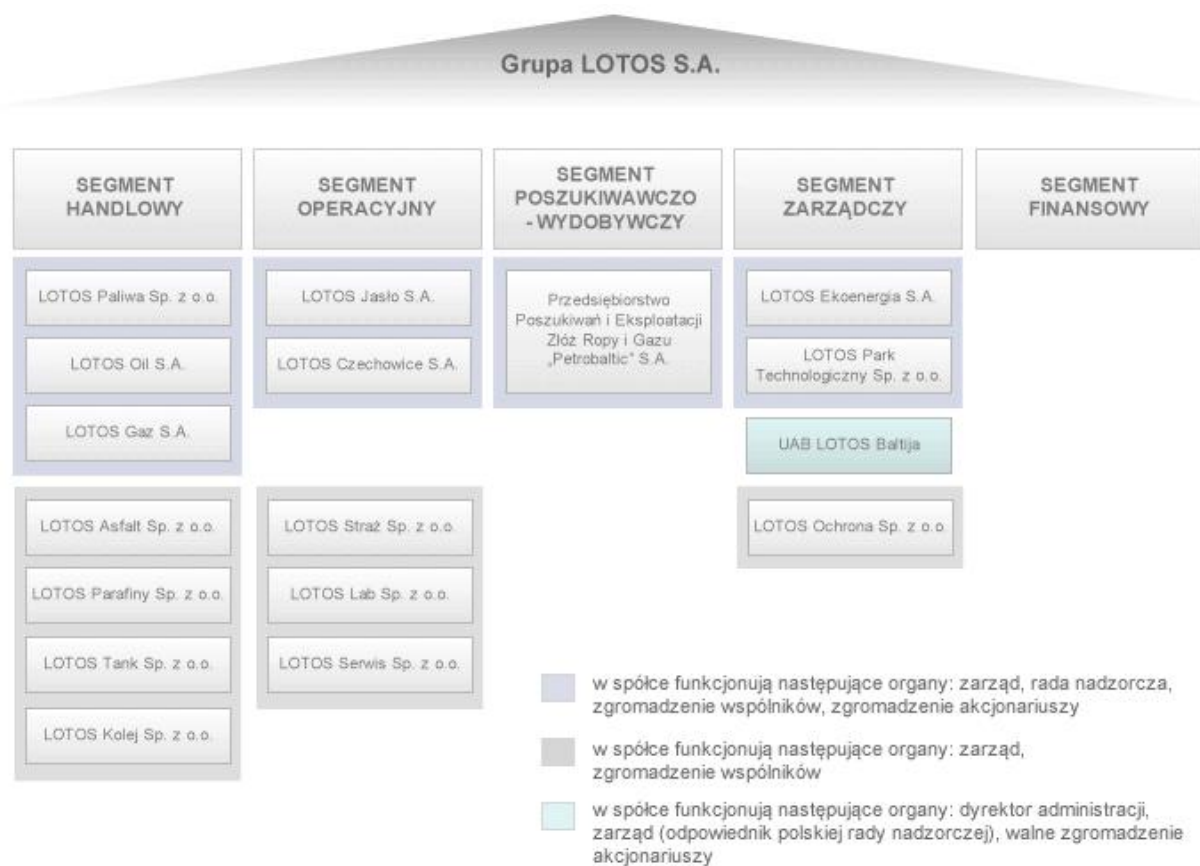 Grupa LOTOS S.A.
SEGMENT
HANDLOWY
SEGMENT
OPERACYJNY
SEGMENT
POSZUKIWAWCZO
- WYDOBYWCZY
SEGMENT
ZARZĄDCZY
SEGMENT
FINANSOWY
LOTOS Paliwa Sp. z o.o.
LOTOS Oil S.A.
LOTOS Gaz S.A.
LOTOS Asfalt Sp. z o.o.
LOTOS Parafiny Sp. z o.o.
LOTOS Tank Sp. z o.o.
LOTOS Kolej Sp. z o.o.
LOTOS Jasło S.A.
LOTOS Czechowice S.A.
LOTOS Straż Sp. z o.o.
LOTOS Lab Sp. z o.o.
LOTOS Serwis Sp. z o.o.
Przedsiębiorstwo
Poszukiwań i Eksploatacji
Złóż Ropy i Gazu
„Petrobaltic” S.A.
LOTOS Ekoenergia S.A.
LOTOS Park
Technologiczny Sp. z o.o.
UAB LOTOS Baltija
LOTOS Ochrona Sp. z o.o.
w spółce funkcjonują następujące organy: zarząd, rada nadzorcza,
zgromadzenie wspólników, zgromadzenie akcjonariuszy
w spółce funkcjonują następujące organy: zarząd,
zgromadzenie wspólników
w spółce funkcjonują następujące organy: dyrektor administracji,
zarząd (odpowiednik polskiej rady nadzorczej), walne zgromadzenie
akcjonariuszy